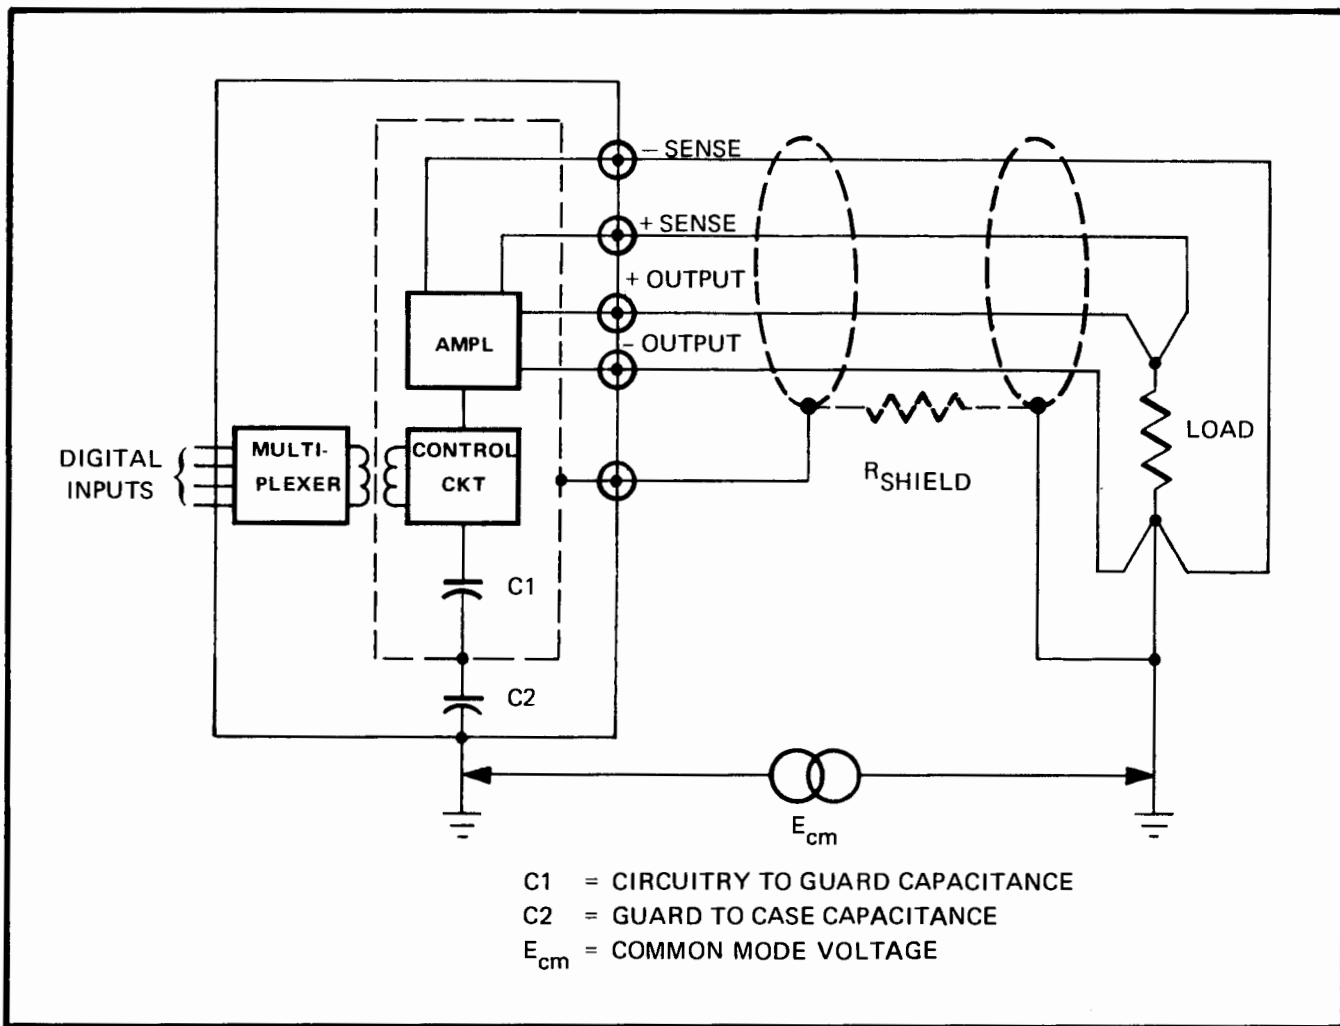 – SENSE
+ SENSE
+ OUTPUT
– OUTPUT
AMPL
DIGITAL
INPUTS
MULTI-
PLEXER
CONTROL
CKT
RSHIELD
LOAD
C1
C2
Ecm
C1 = CIRCUITRY TO GUARD CAPACITANCE
C2 = GUARD TO CASE CAPACITANCE
Ecm = COMMON MODE VOLTAGE